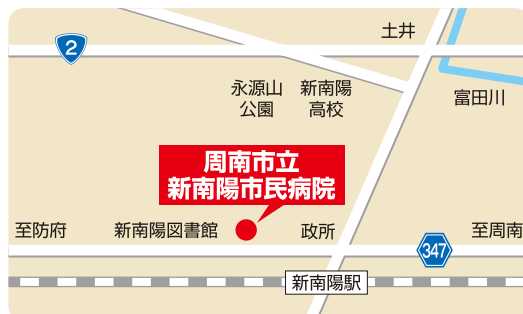 土井
2
永源山
公園
新南陽
高校
富田川
周南市立
新南陽市民病院
至防府
新南陽図書館
政所
347
至周南
新南陽駅